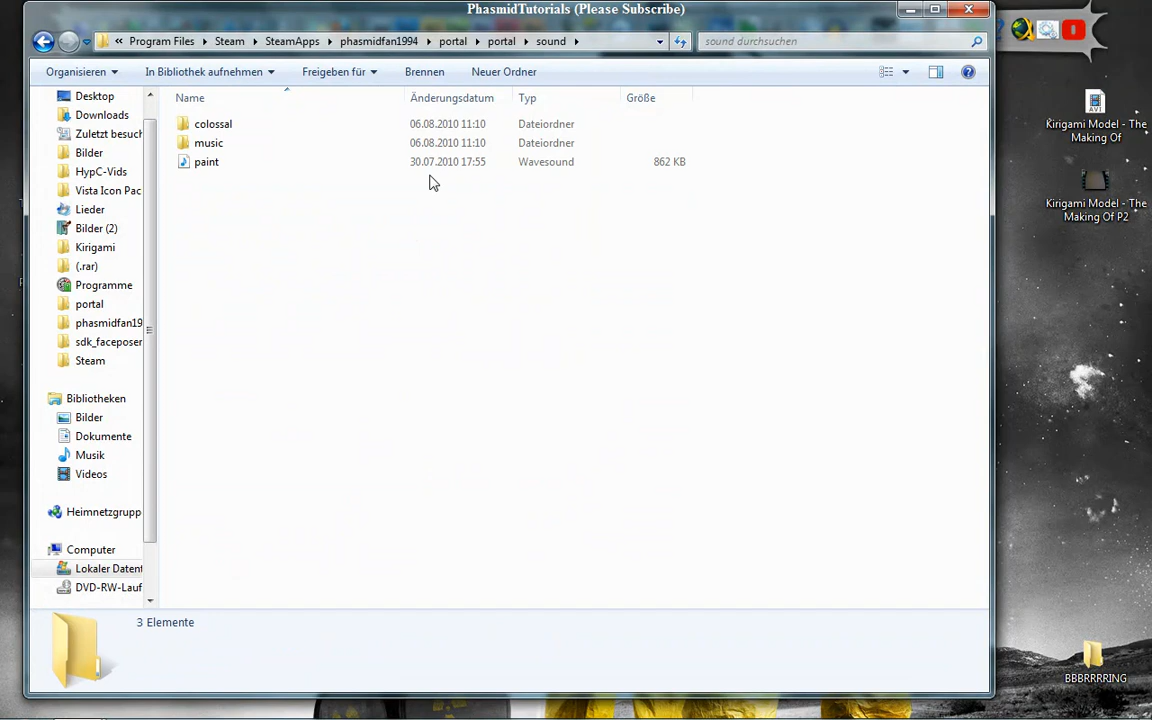 PhasmidTutorials (Please Subscribe)
« Program Files Steam SteamApps phasmidfan1994 portal portal sound
sound durchsuchen
Organisieren In Bibliothek aufnehmen Freigeben für Brennen Neuer Ordner
Name Änderungsdatum Typ Größe
colossal 06.08.2010 11:10 Dateiordner
music 06.08.2010 11:10 Dateiordner
paint 30.07.2010 17:55 Wavesound 862 KB
Desktop
Downloads
Zuletzt besuch
Bilder
HypC-Vids
Vista Icon Pac
Lieder
Bilder (2)
Kirigami
(.rar)
Programme
portal
phasmidfan19
sdk_faceposer
Steam
Bibliotheken
Bilder
Dokumente
Musik
Videos
Heimnetzgrupp
Computer
Lokaler Datent
DVD-RW-Lauf
3 Elemente
AVI
Kirigami Model - The
Making Of
Kirigami Model - The
Making Of P2
BBBRRRRING